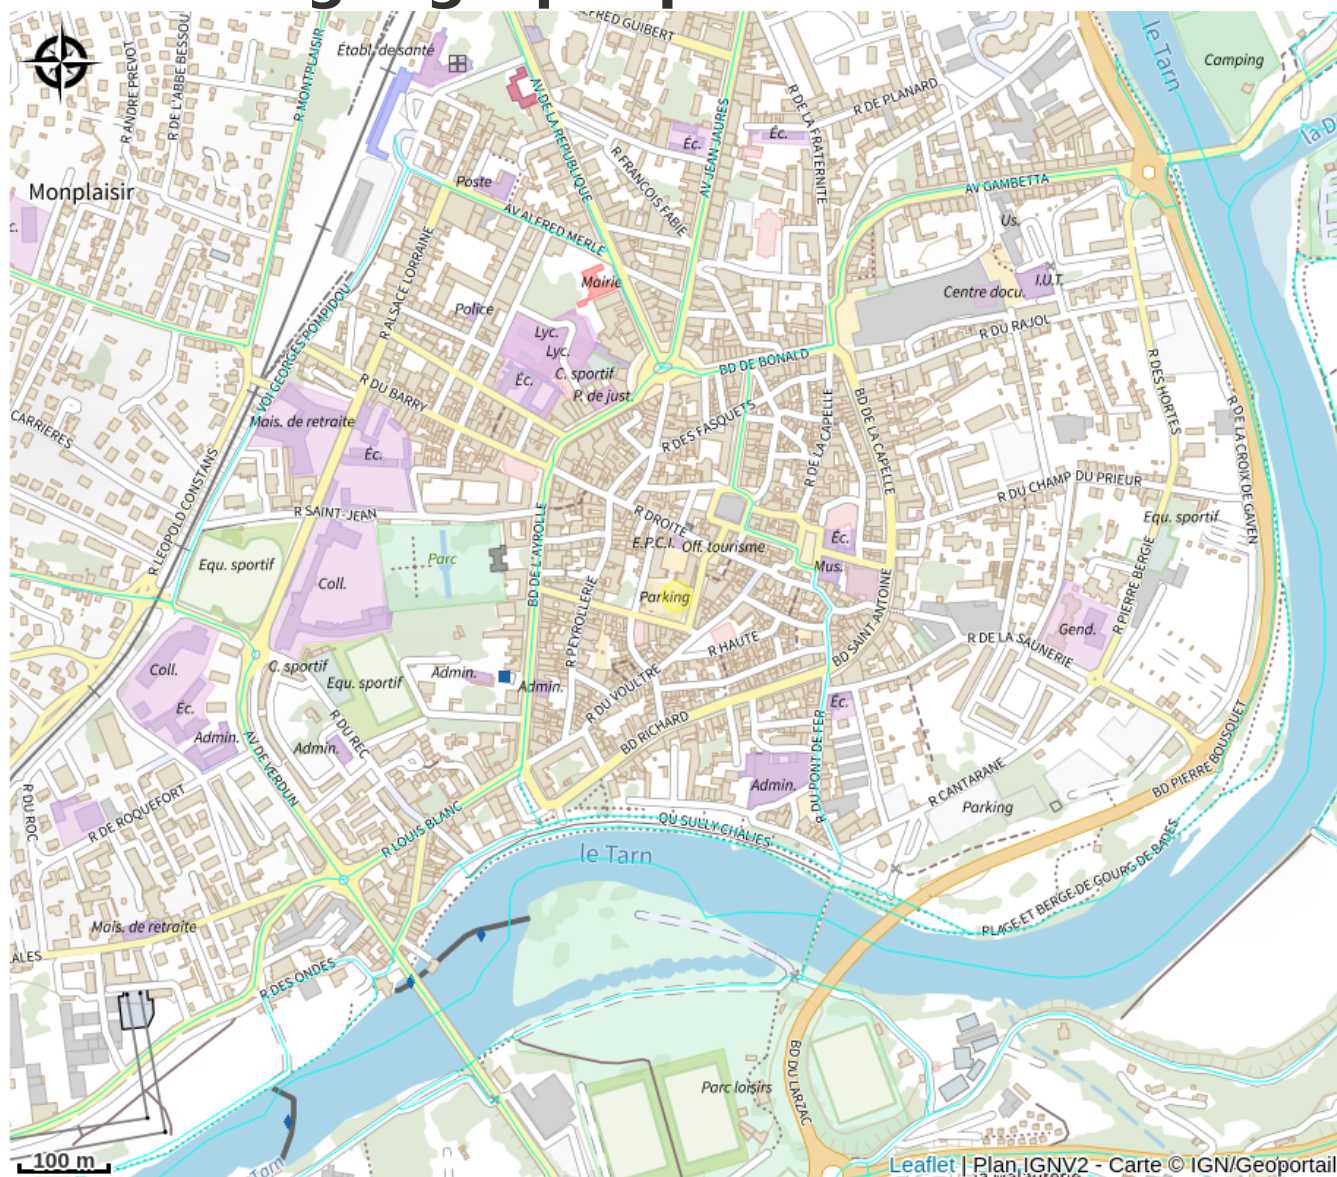 R ALFRED GUIBERT
Établ. de santé
le Tarn
Camping
R ANDRE PREVOT
R DE L'ABBE BESSOU
R MONTPLAISIR
AV DE LA REPUBLIQUE
R DE LA FRATERNITE
R DE PLANARD
la D
Éc.
Éc.
R FRANCOIS FABIE
AV JEAN JAURES
Monplaisir
Poste
AV GAMBETTA
AV ALFRED MERLE
Us.
c.
R ALSACE LORRAINE
Mairie
I.U.T.
Centre docu.
VOI GEORGES POMPIDOU
Police
Lyc.
Lyc.
R DU RAJOL
C. sportif
BD DE BONALD
Éc.
P. de just.
R DU BARRY
R DES HORTES
CARRIERES
Mais. de retraite
R DES FASQUETS
R DE LA CAPELLE
BD DE LA CAPELLE
R DE LA CROIX DE GAVEN
Éc.
R LEOPOLD CONSTANS
R DU CHAMP DU PRIEUR
R SAINT-JEAN
R DROITE
Equ. sportif
E.P.C.I.
Off. tourisme
Éc.
Equ. sportif
Parc
Mus.
Coll.
BD DE L'AYROLLE
R PEYROLLERIE
Parking
BD SAINT-ANTOINE
R PIERRE BERGIE
Gend.
R HAUTE
R DE LA SAUNERIE
Coll.
C. sportif
Equ. sportif
Admin.
Admin.
R DU VOULTRE
Éc.
Éc.
BD RICHARD
Admin.
R DU REC
Admin.
AV DE VERDUN
R DU PONT DE FER
BD PIERRE BOUSQUET
Admin.
R DU ROC
R DE ROQUEFORT
R CANTARANE
Parking
R LOUIS BLANC
QU SULLY-CHALIES
le Tarn
PLAGE ET BERGE DE GOURG DE BADES
Mais. de retraite
ALES
R DES ONDES
BD DU LARZAC
Parc loisirs
100 m
Tarn
Leaflet | Plan IGNV2 - Carte © IGN/Geoportail